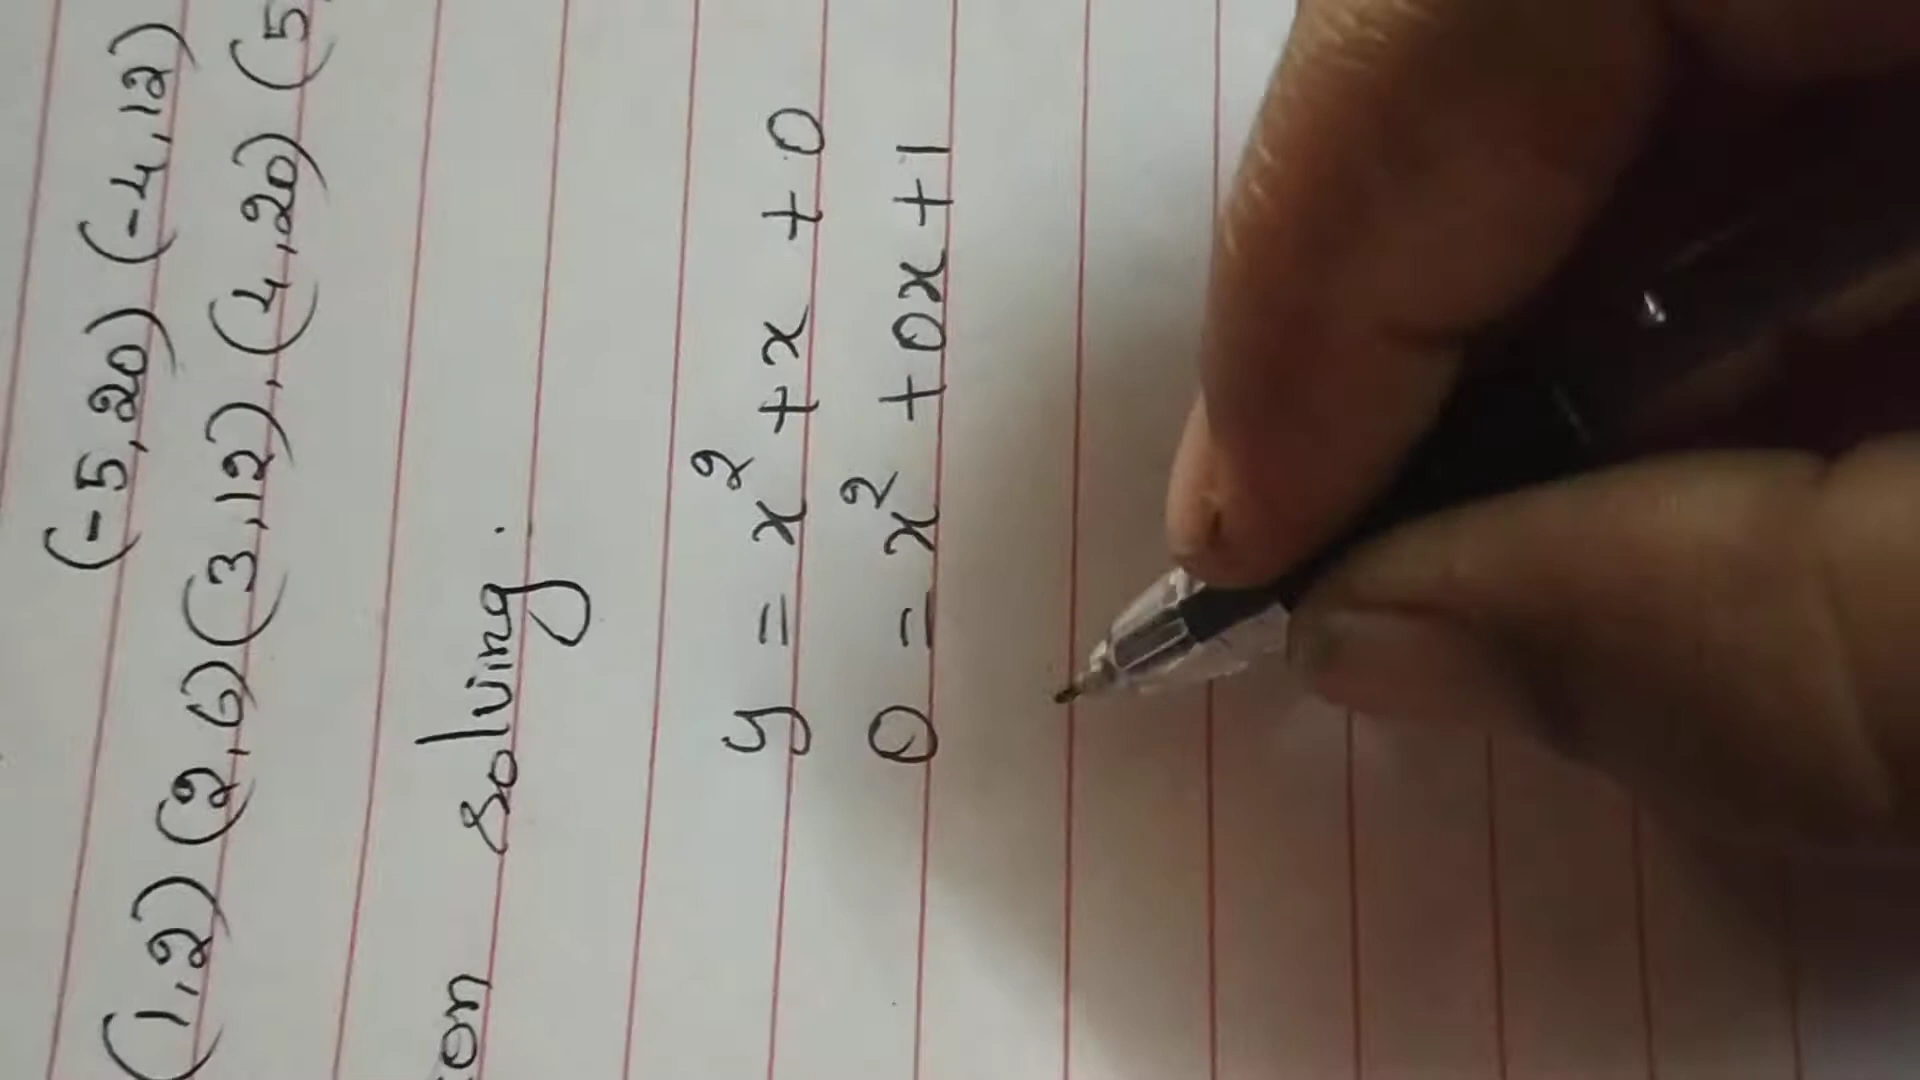 (-5,20) (-4,12)
(1,2) (2,6) (3,12), (4,20) (5
solving.
y = x² + x + 0
0 = x² + 0x + 1